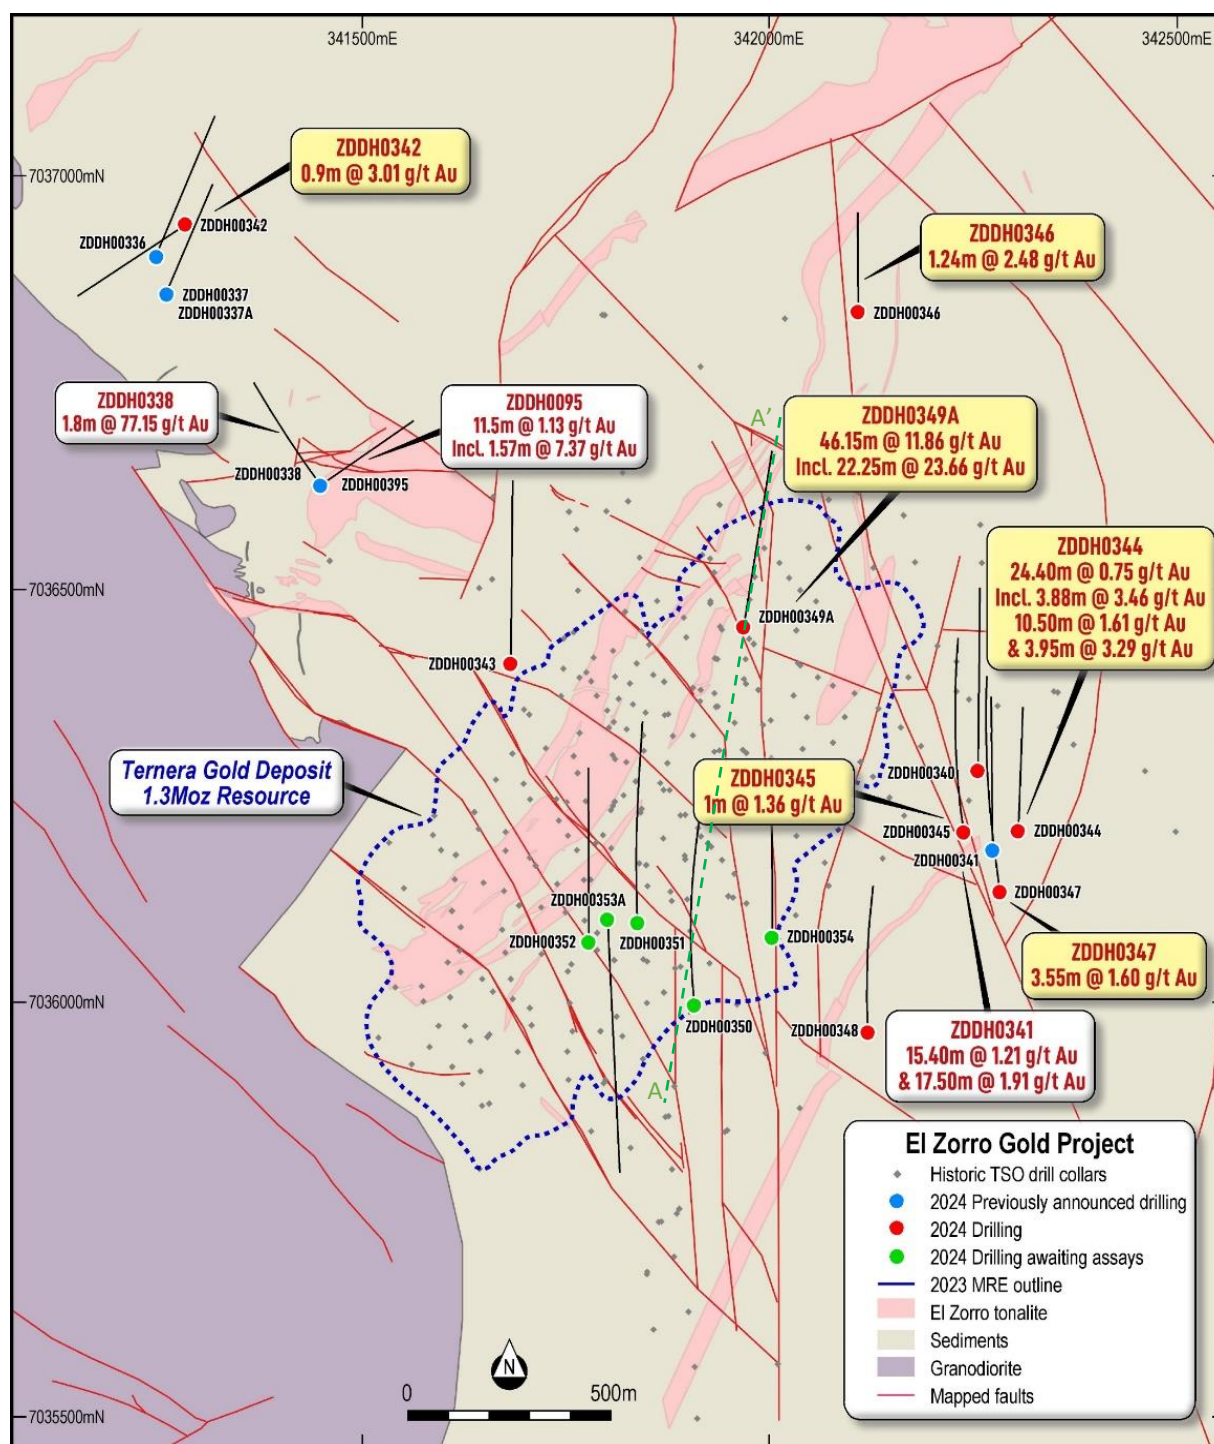 341500mE
342000mE
342500mE
ZDDH0342
0.9m @ 3.01 g/t Au
7037000mN
ZDDH00342
ZDDH00336
ZDDH00337
ZDDH00337A
ZDDH0346
1.24m @ 2.48 g/t Au
ZDDH00346
ZDDH0338
1.8m @ 77.15 g/t Au
ZDDH0095
11.5m @ 1.13 g/t Au
Incl. 1.57m @ 7.37 g/t Au
A'
ZDDH0349A
46.15m @ 11.86 g/t Au
Incl. 22.25m @ 23.66 g/t Au
ZDDH00338
ZDDH00395
ZDDH0344
24.40m @ 0.75 g/t Au
Incl. 3.88m @ 3.46 g/t Au
10.50m @ 1.61 g/t Au
& 3.95m @ 3.29 g/t Au
7036500mN
ZDDH00349A
ZDDH00343
Ternera Gold Deposit
1.3Moz Resource
ZDDH0345
1m @ 1.36 g/t Au
ZDDH00340
ZDDH00345
ZDDH00344
ZDDH00341
ZDDH00347
ZDDH00353A
ZDDH00352
ZDDH00351
ZDDH00354
ZDDH0347
3.55m @ 1.60 g/t Au
7036000mN
ZDDH00350
ZDDH00348
ZDDH0341
15.40m @ 1.21 g/t Au
& 17.50m @ 1.91 g/t Au
A
El Zorro Gold Project
Historic TSO drill collars
2024 Previously announced drilling
2024 Drilling
2024 Drilling awaiting assays
2023 MRE outline
El Zorro tonalite
Sediments
Granodiorite
Mapped faults
N
0
500m
7035500mN